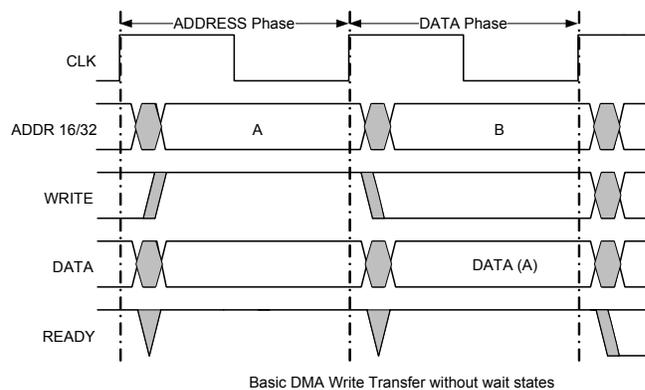 ADDRESS Phase DATA Phase
CLK
ADDR 16/32 A B
WRITE
DATA DATA (A)
READY
Basic DMA Write Transfer without wait states